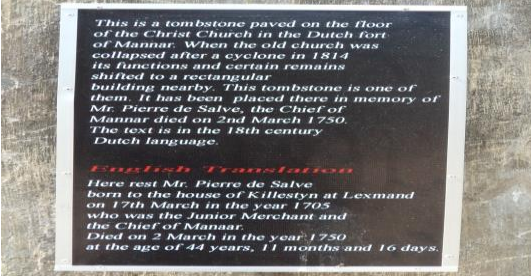 This is a tombstone paved on the floor
of the Christ Church in the Dutch fort
of Mannar. When the old church was
collapsed after a cyclone in 1814
its functions and certain remains
shifted to a rectangular
building nearby. This tombstone is one of
them. It has been placed there in memory of
Mr. Pierre de Salve, the Chief of
Mannar died on 2nd March 1750.
The text is in the 18th century
Dutch language.
English Translation
Here rest Mr. Pierre de Salve
born to the house of Killestyn at Lexmand
on 17th March in the year 1705
who was the Junior Merchant and
the Chief of Manaar.
Died on 2 March in the year 1750
at the age of 44 years, 11 months and 16 days.